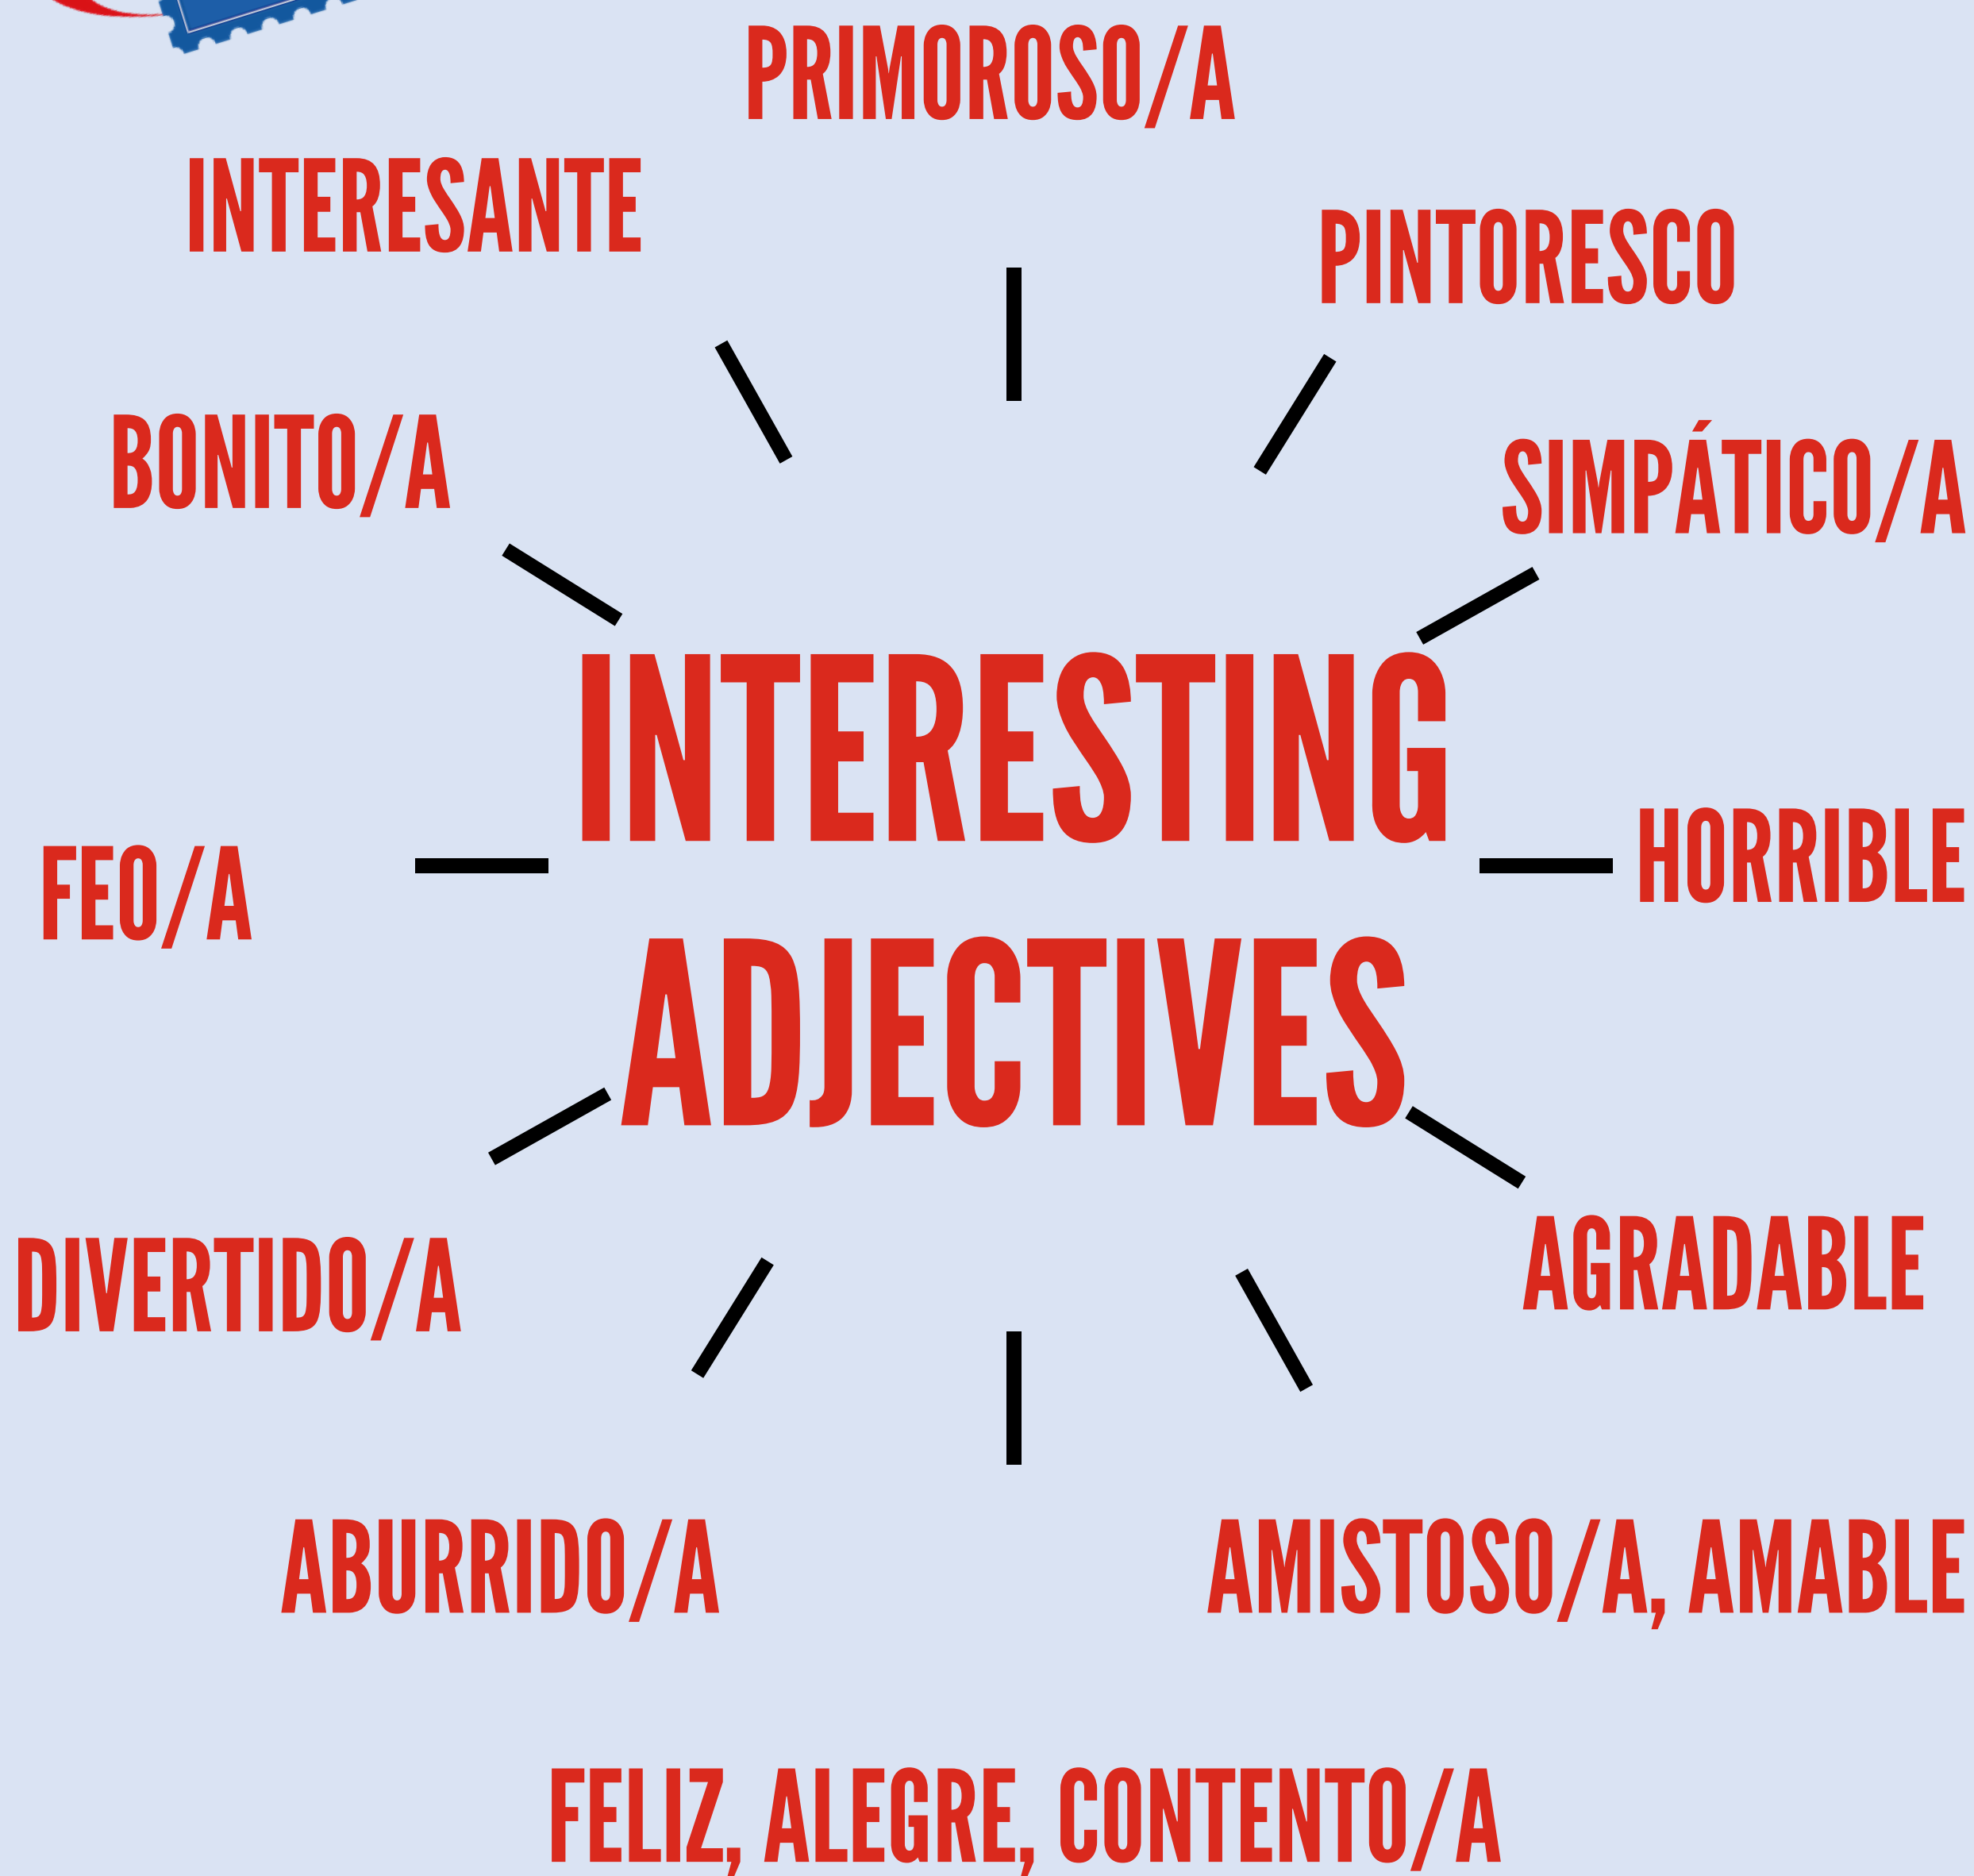 PRIMOROSO/A
INTERESANTE
PINTORESCO
BONITO/A
SIMPÁTICO/A
INTERESTING
HORRIBLE
FEO/A
ADJECTIVES
AGRADABLE
DIVERTIDO/A
ABURRIDO/A
AMISTOSO/A, AMABLE
FELIZ, ALEGRE, CONTENTO/A